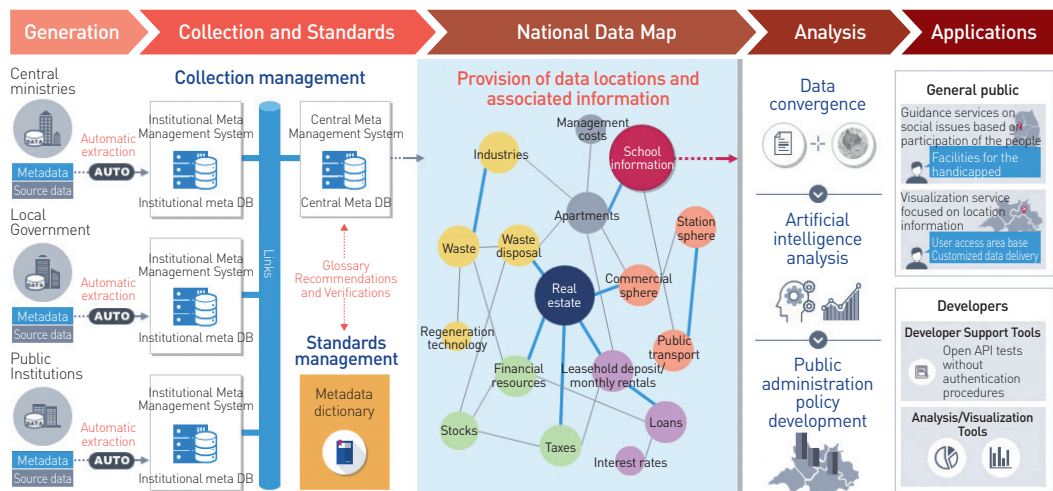 Generation
Collection and Standards
National Data Map
Analysis
Applications
Central
ministries
DATA
Automatic
extraction
Metadata
AUTO
Source data
Local
Government
DATA
Automatic
extraction
Metadata
AUTO
Source data
Public
Institutions
DATA
Automatic
extraction
Metadata
AUTO
Source data
Collection management
Institutional Meta
Management System
Institutional meta DB
Institutional Meta
Management System
Institutional meta DB
Institutional Meta
Management System
Institutional meta DB
Links
Central Meta
Management System
Central Meta DB
Glossary
Recommendations
and Verifications
Standards
management
Metadata
dictionary
Provision of data locations and
associated information
Management
costs
Industries
School
information
Apartments
Station
sphere
Waste
Waste
disposal
Commercial
sphere
Real
estate
Regeneration
technology
Public
transport
Financial
resources
Leasehold deposit/
monthly rentals
Stocks
Taxes
Loans
Interest rates
Data
convergence
Artificial
intelligence
analysis
Public
administration
policy
development
General public
Guidance services on
social issues based on
participation of the people
Facilities for the
handicapped
Visualization service
focused on location
information
User access area base
Customized data delivery
Developers
Developer Support Tools
Open API tests
without
authentication
procedures
Analysis/Visualization
Tools